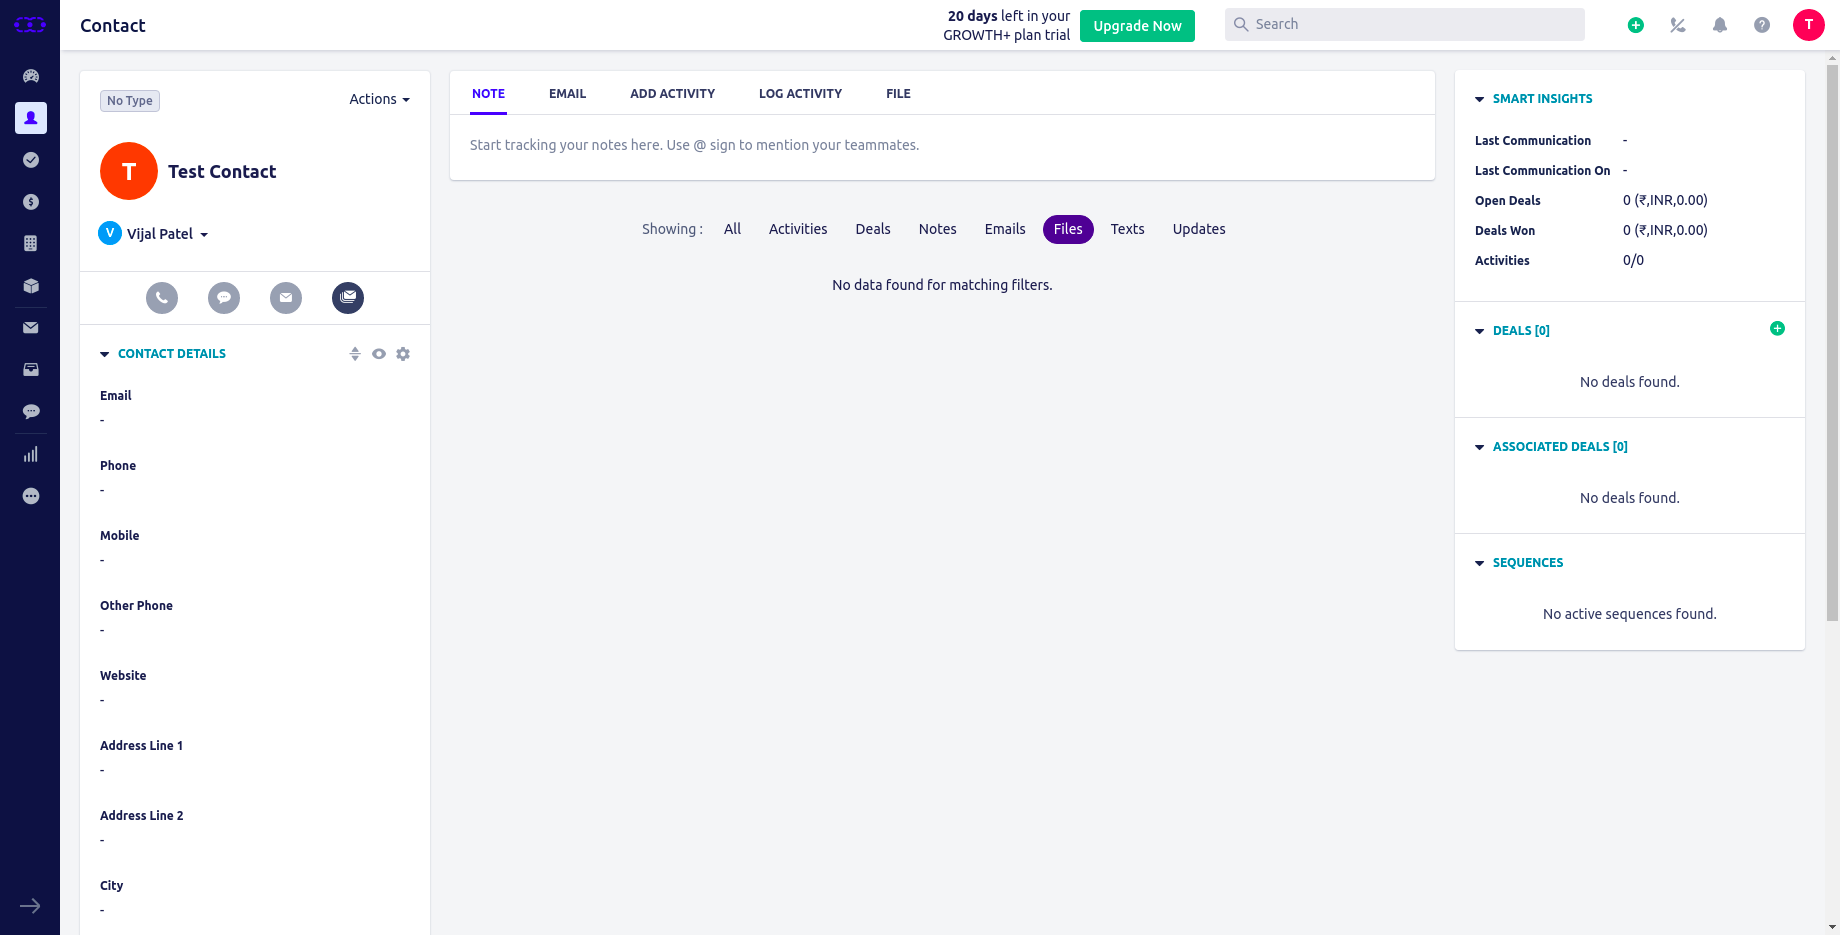 Contact
20 days left in your
GROWTH+ plan trial
Upgrade Now
Search
T
No Type
Actions
T
Test Contact
V
Vijal Patel
CONTACT DETAILS
Email
-
Phone
-
Mobile
-
Other Phone
-
Website
-
Address Line 1
-
Address Line 2
-
City
-
NOTE EMAIL ADD ACTIVITY LOG ACTIVITY FILE
Start tracking your notes here. Use @ sign to mention your teammates.
Showing : All Activities Deals Notes Emails Files Texts Updates
No data found for matching filters.
SMART INSIGHTS
Last Communication -
Last Communication On -
Open Deals 0 (₹,INR,0.00)
Deals Won 0 (₹,INR,0.00)
Activities 0/0
DEALS [0]
No deals found.
ASSOCIATED DEALS [0]
No deals found.
SEQUENCES
No active sequences found.